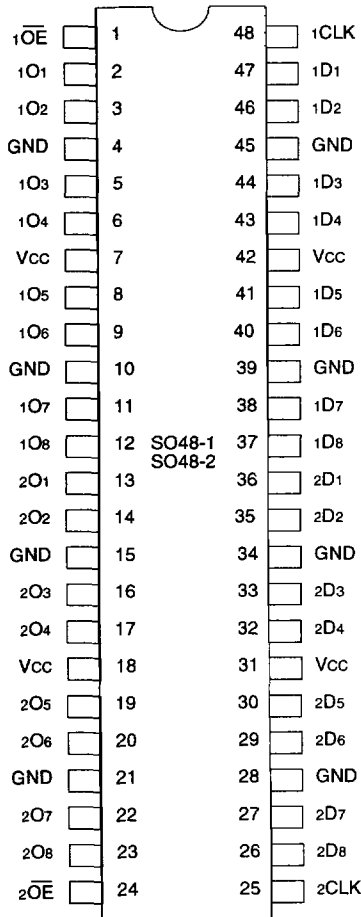 1O̅E̅ 1 48 1CLK
1O1 2 47 1D1
1O2 3 46 1D2
GND 4 45 GND
1O3 5 44 1D3
1O4 6 43 1D4
Vcc 7 42 Vcc
1O5 8 41 1D5
1O6 9 40 1D6
GND 10 39 GND
1O7 11 38 1D7
1O8 12 SO48-1 37 1D8
SO48-2
2O1 13 36 2D1
2O2 14 35 2D2
GND 15 34 GND
2O3 16 33 2D3
2O4 17 32 2D4
Vcc 18 31 Vcc
2O5 19 30 2D5
2O6 20 29 2D6
GND 21 28 GND
2O7 22 27 2D7
2O8 23 26 2D8
2O̅E̅ 24 25 2CLK